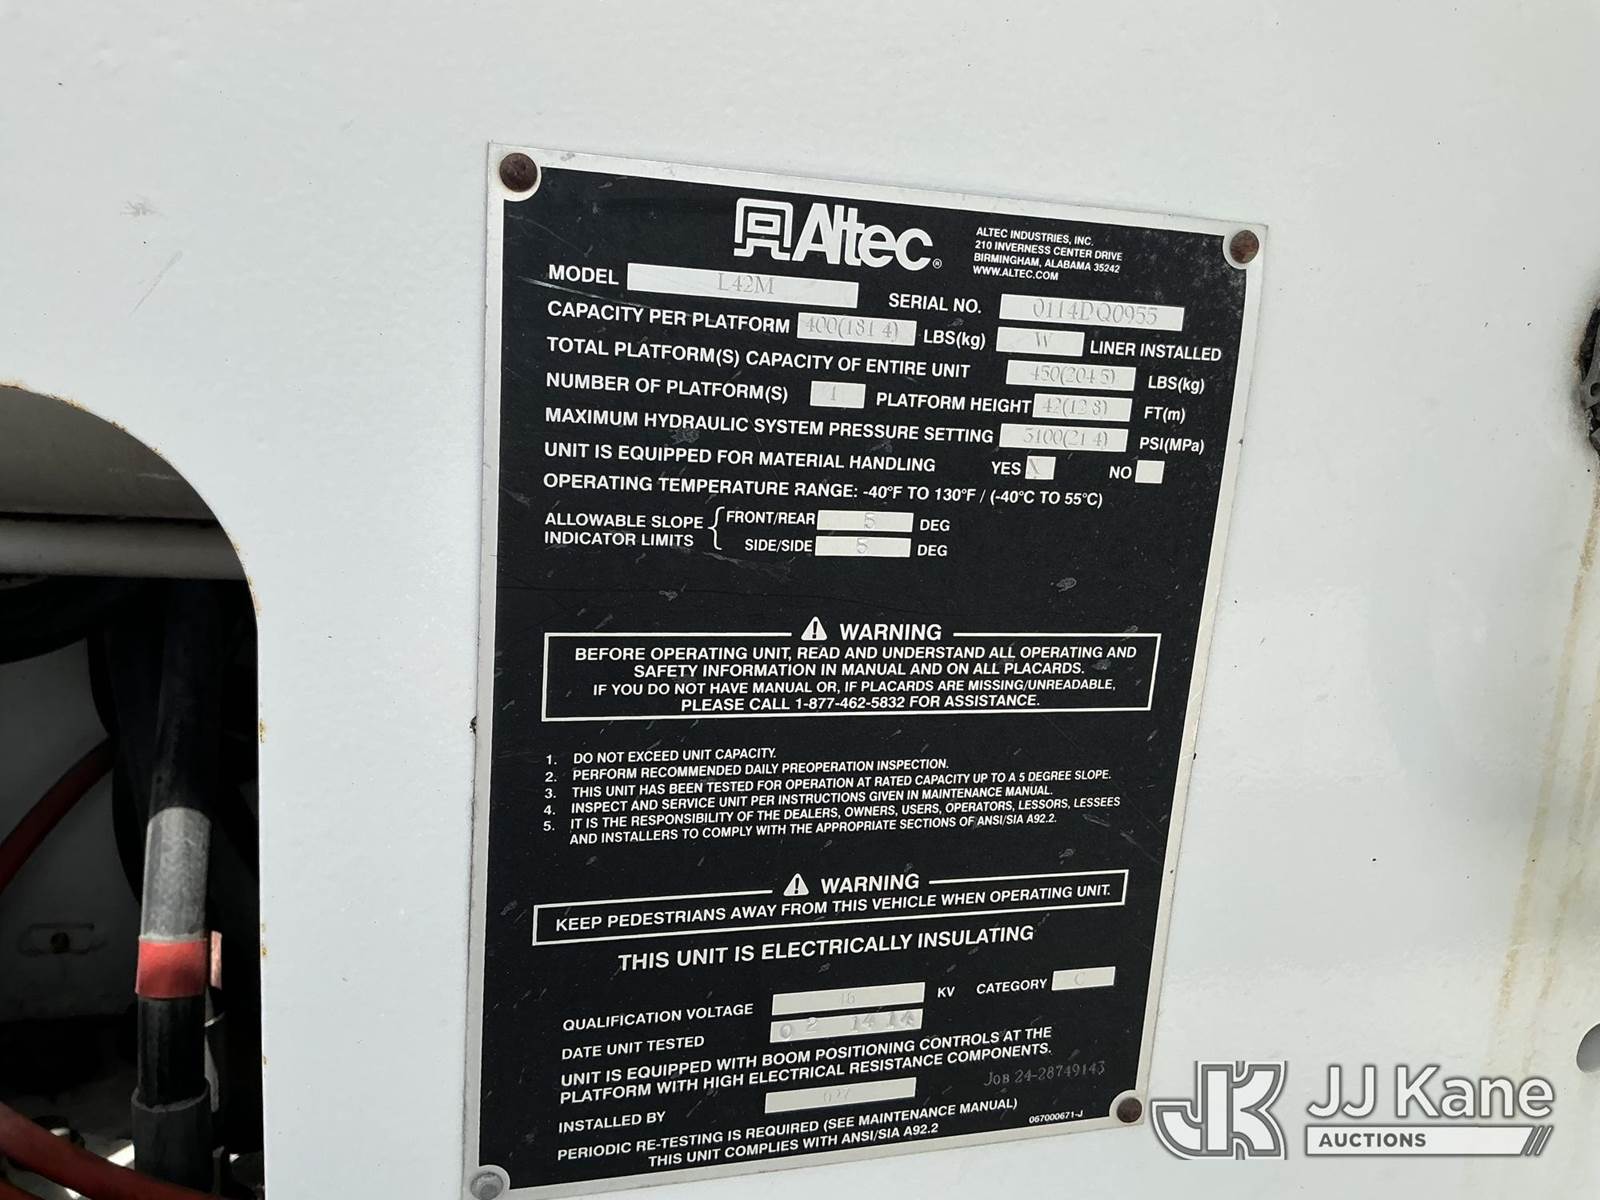 Altec®
ALTEC INDUSTRIES, INC.
210 INVERNESS CENTER DRIVE
BIRMINGHAM, ALABAMA 35242
WWW.ALTEC.COM
MODEL L42M SERIAL NO. 0114DQ0955
CAPACITY PER PLATFORM 400(181 4) LBS(kg) W LINER INSTALLED
TOTAL PLATFORM(S) CAPACITY OF ENTIRE UNIT 450(204 5) LBS(kg)
NUMBER OF PLATFORM(S) 1 PLATFORM HEIGHT 42(12 8) FT(m)
MAXIMUM HYDRAULIC SYSTEM PRESSURE SETTING 3100(21 4) PSI(MPa)
UNIT IS EQUIPPED FOR MATERIAL HANDLING YES X NO
OPERATING TEMPERATURE RANGE: -40°F TO 130°F / (-40°C TO 55°C)
ALLOWABLE SLOPE INDICATOR LIMITS
FRONT/REAR 5 DEG
SIDE/SIDE 5 DEG
WARNING
BEFORE OPERATING UNIT, READ AND UNDERSTAND ALL OPERATING AND
SAFETY INFORMATION IN MANUAL AND ON ALL PLACARDS.
IF YOU DO NOT HAVE MANUAL OR, IF PLACARDS ARE MISSING/UNREADABLE,
PLEASE CALL 1-877-462-5832 FOR ASSISTANCE.
1. DO NOT EXCEED UNIT CAPACITY.
2. PERFORM RECOMMENDED DAILY PREOPERATION INSPECTION.
3. THIS UNIT HAS BEEN TESTED FOR OPERATION AT RATED CAPACITY UP TO A 5 DEGREE SLOPE.
4. INSPECT AND SERVICE UNIT PER INSTRUCTIONS GIVEN IN MAINTENANCE MANUAL.
5. IT IS THE RESPONSIBILITY OF THE DEALERS, OWNERS, USERS, OPERATORS, LESSORS, LESSEES
AND INSTALLERS TO COMPLY WITH THE APPROPRIATE SECTIONS OF ANSI/SIA A92.2.
WARNING
KEEP PEDESTRIANS AWAY FROM THIS VEHICLE WHEN OPERATING UNIT.
THIS UNIT IS ELECTRICALLY INSULATING
QUALIFICATION VOLTAGE 46 KV CATEGORY C
DATE UNIT TESTED 02 14 14
UNIT IS EQUIPPED WITH BOOM POSITIONING CONTROLS AT THE
PLATFORM WITH HIGH ELECTRICAL RESISTANCE COMPONENTS.
INSTALLED BY 027 JOB 24-28749143
PERIODIC RE-TESTING IS REQUIRED (SEE MAINTENANCE MANUAL) 067000671-J
THIS UNIT COMPLIES WITH ANSI/SIA A92.2
JK JJ Kane
AUCTIONS